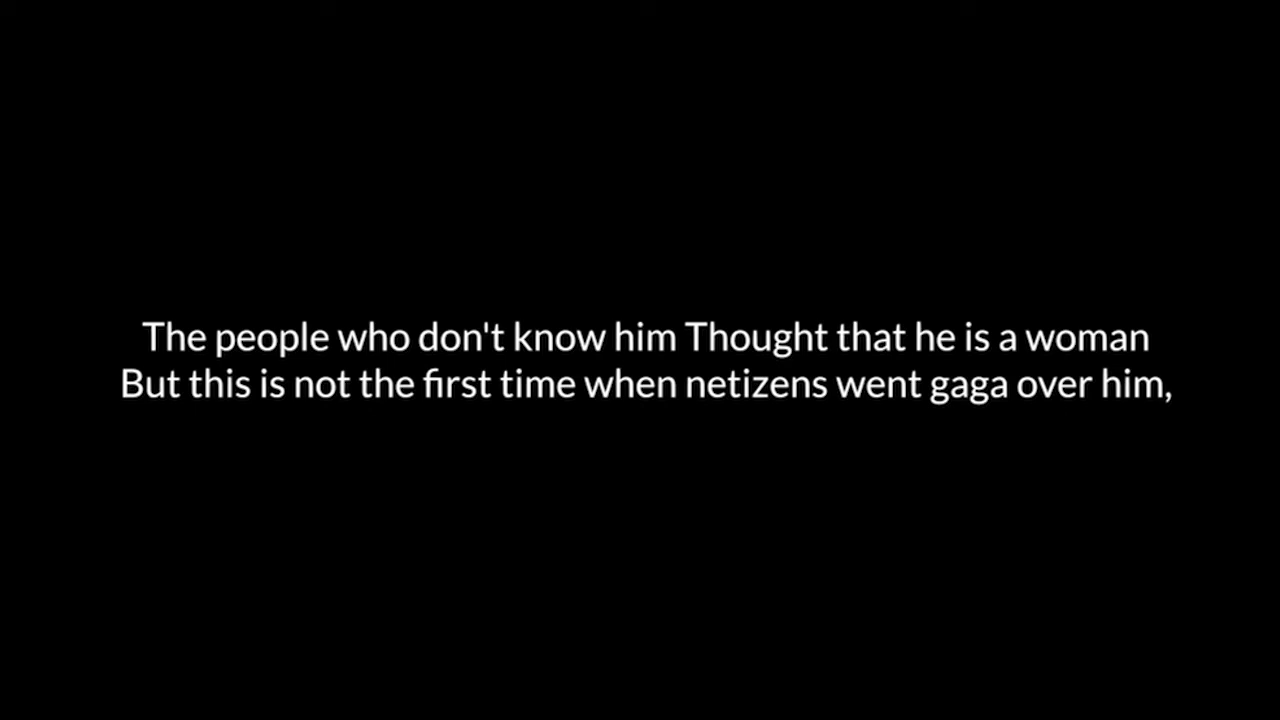 The people who don't know him Thought that he is a woman
But this is not the first time when netizens went gaga over him,